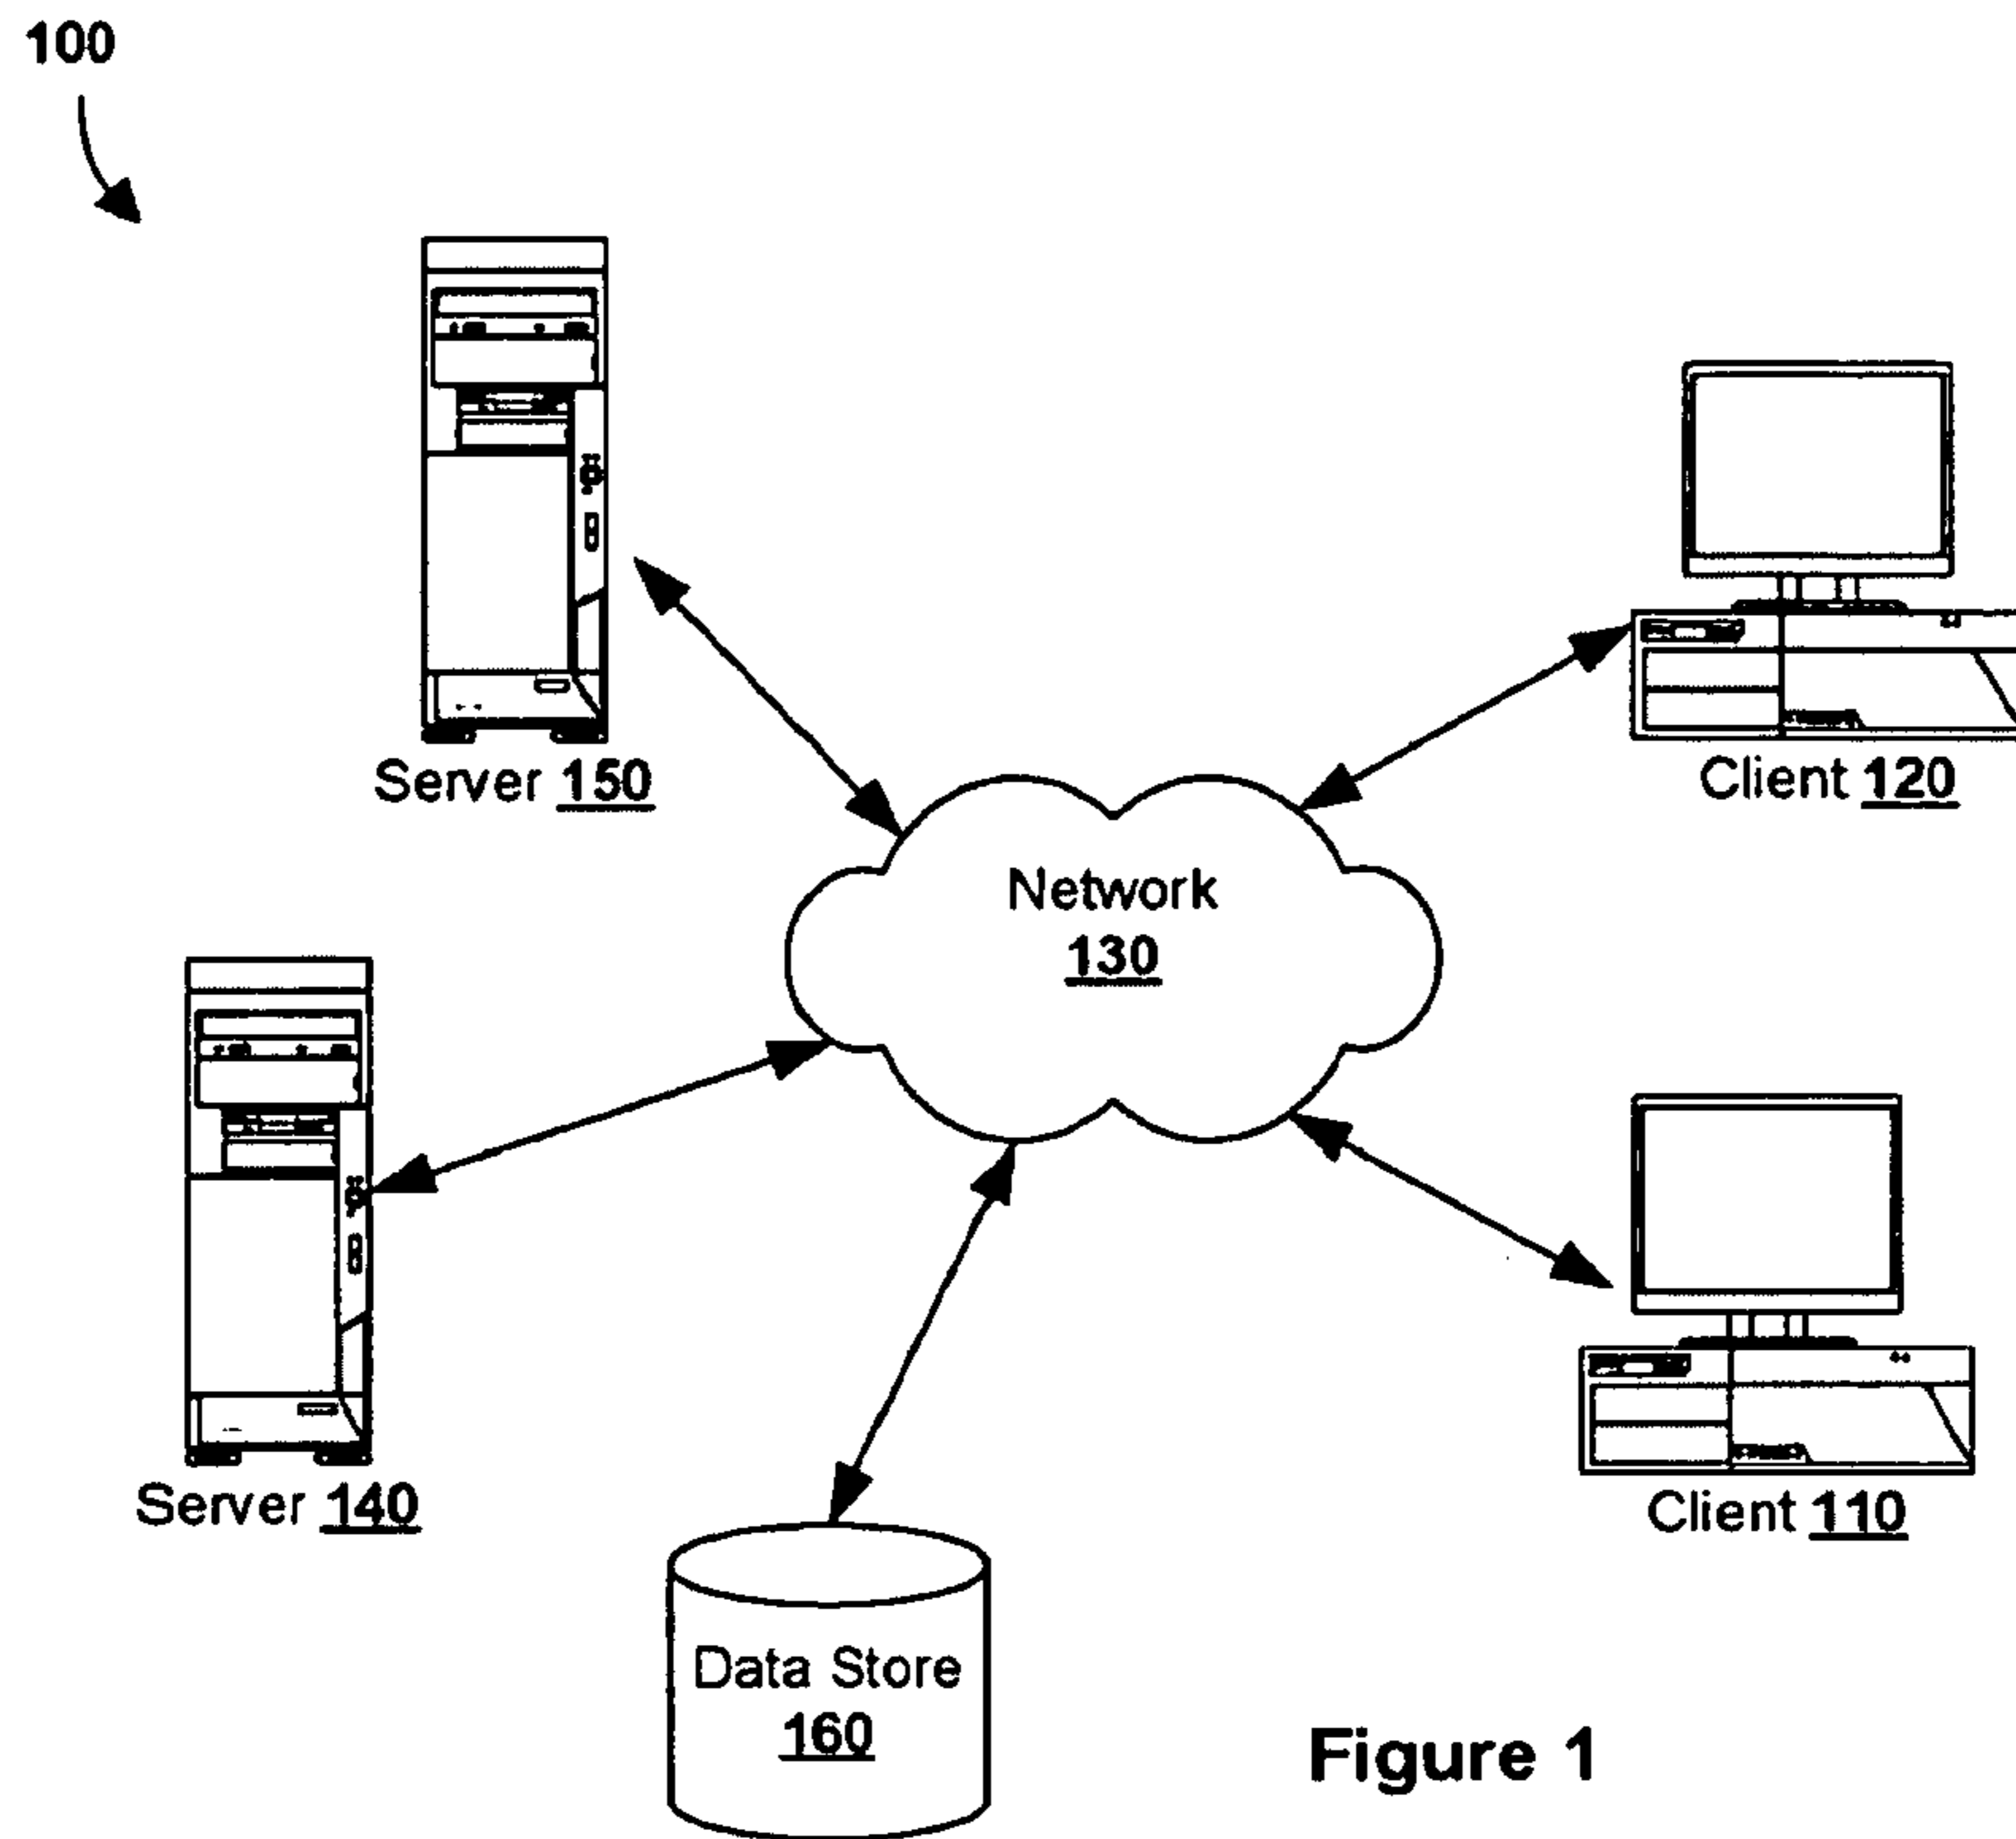 100
Server 150
Client 120
Network
130
Server 140
Client 110
Data Store
160
Figure 1